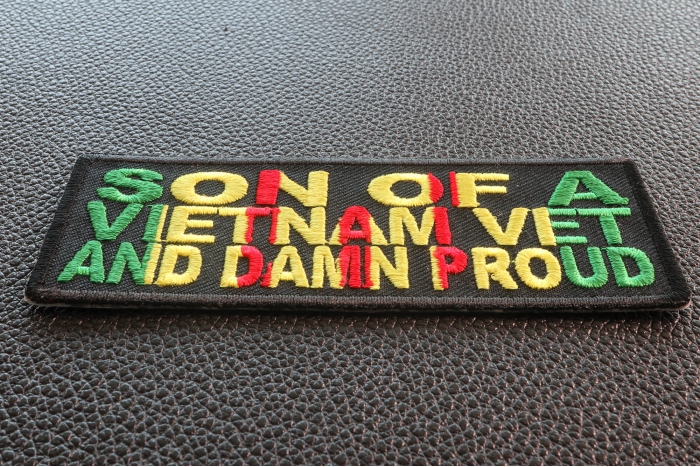 SON OF A
VIETNAM VET
AND DAMN PROUD